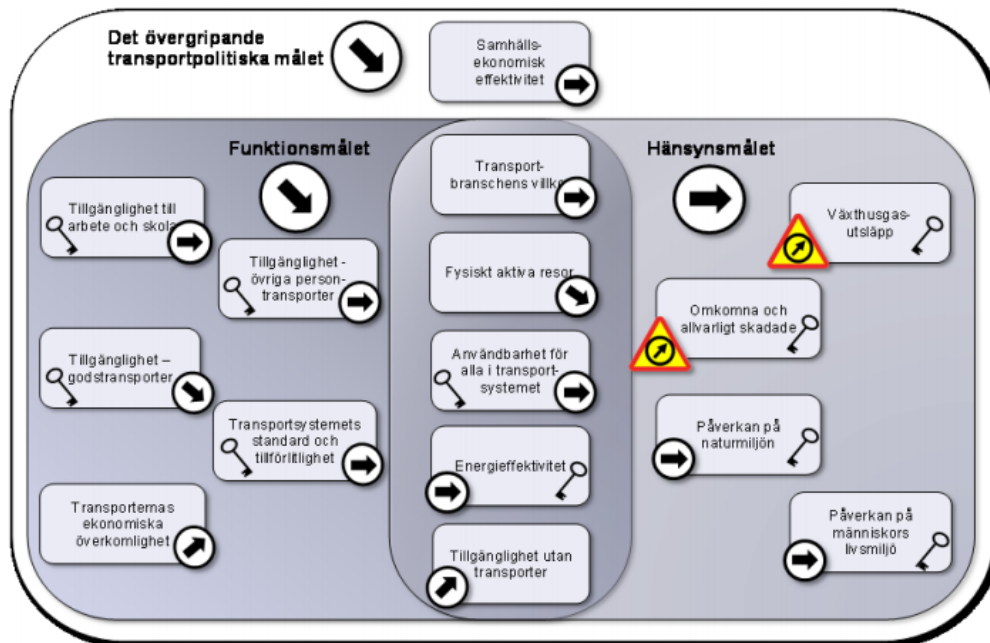 Det övergripande
transportpolitiska målet
Samhälls-
ekonomisk
effektivitet
Funktionsmålet
Hänsynsmålet
Tillgänglighet till
arbete och skola
Tillgänglighet -
övriga person-
transporter
Tillgänglighet –
godstransporter
Transportsystemets
standard och
tillförlitlighet
Transporternas
ekonomiska
överkomlighet
Transport-
branschens villkor
Fysiskt aktiva resor
Användbarhet för
alla i transport-
systemet
Energieffektivitet
Tillgänglighet utan
transporter
Växthusgas-
utsläpp
Omkomna och
allvarligt skadade
Påverkan på
naturmiljön
Påverkan på
människors
livsmiljö